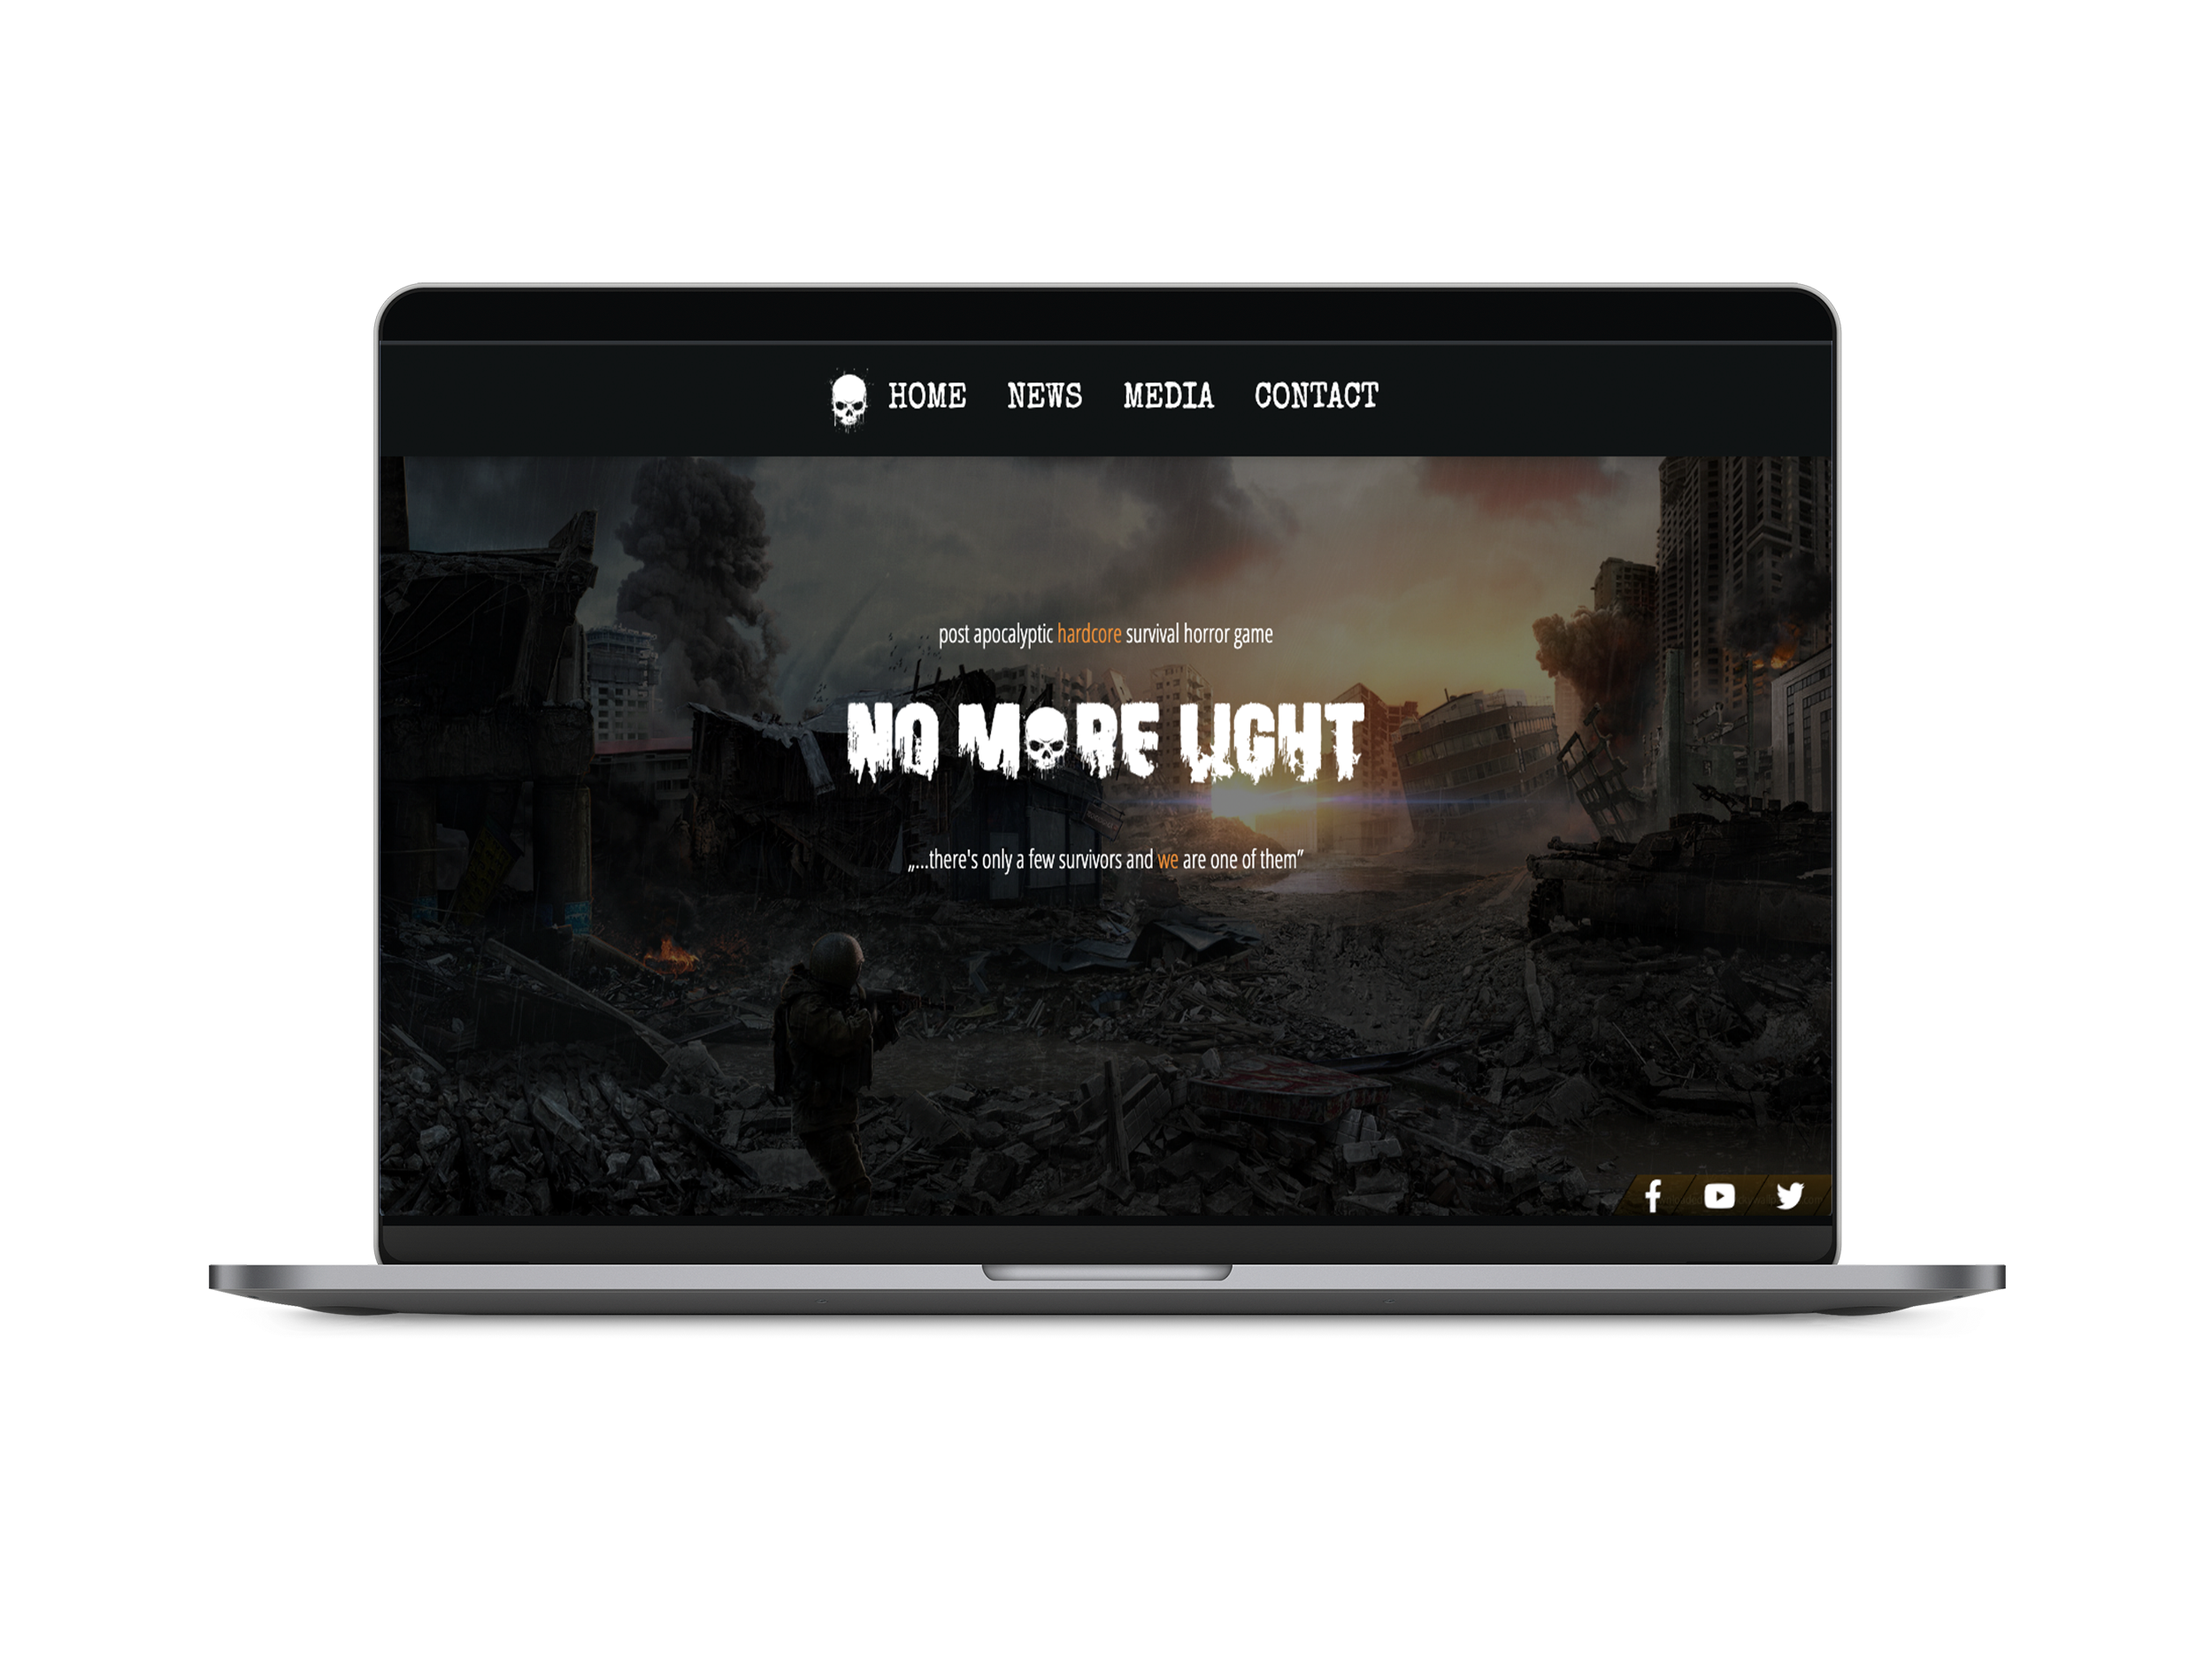 HOME NEWS MEDIA CONTACT
post apocalyptic hardcore survival horror game
NO MORE LIGHT
„...there's only a few survivors and we are one of them”